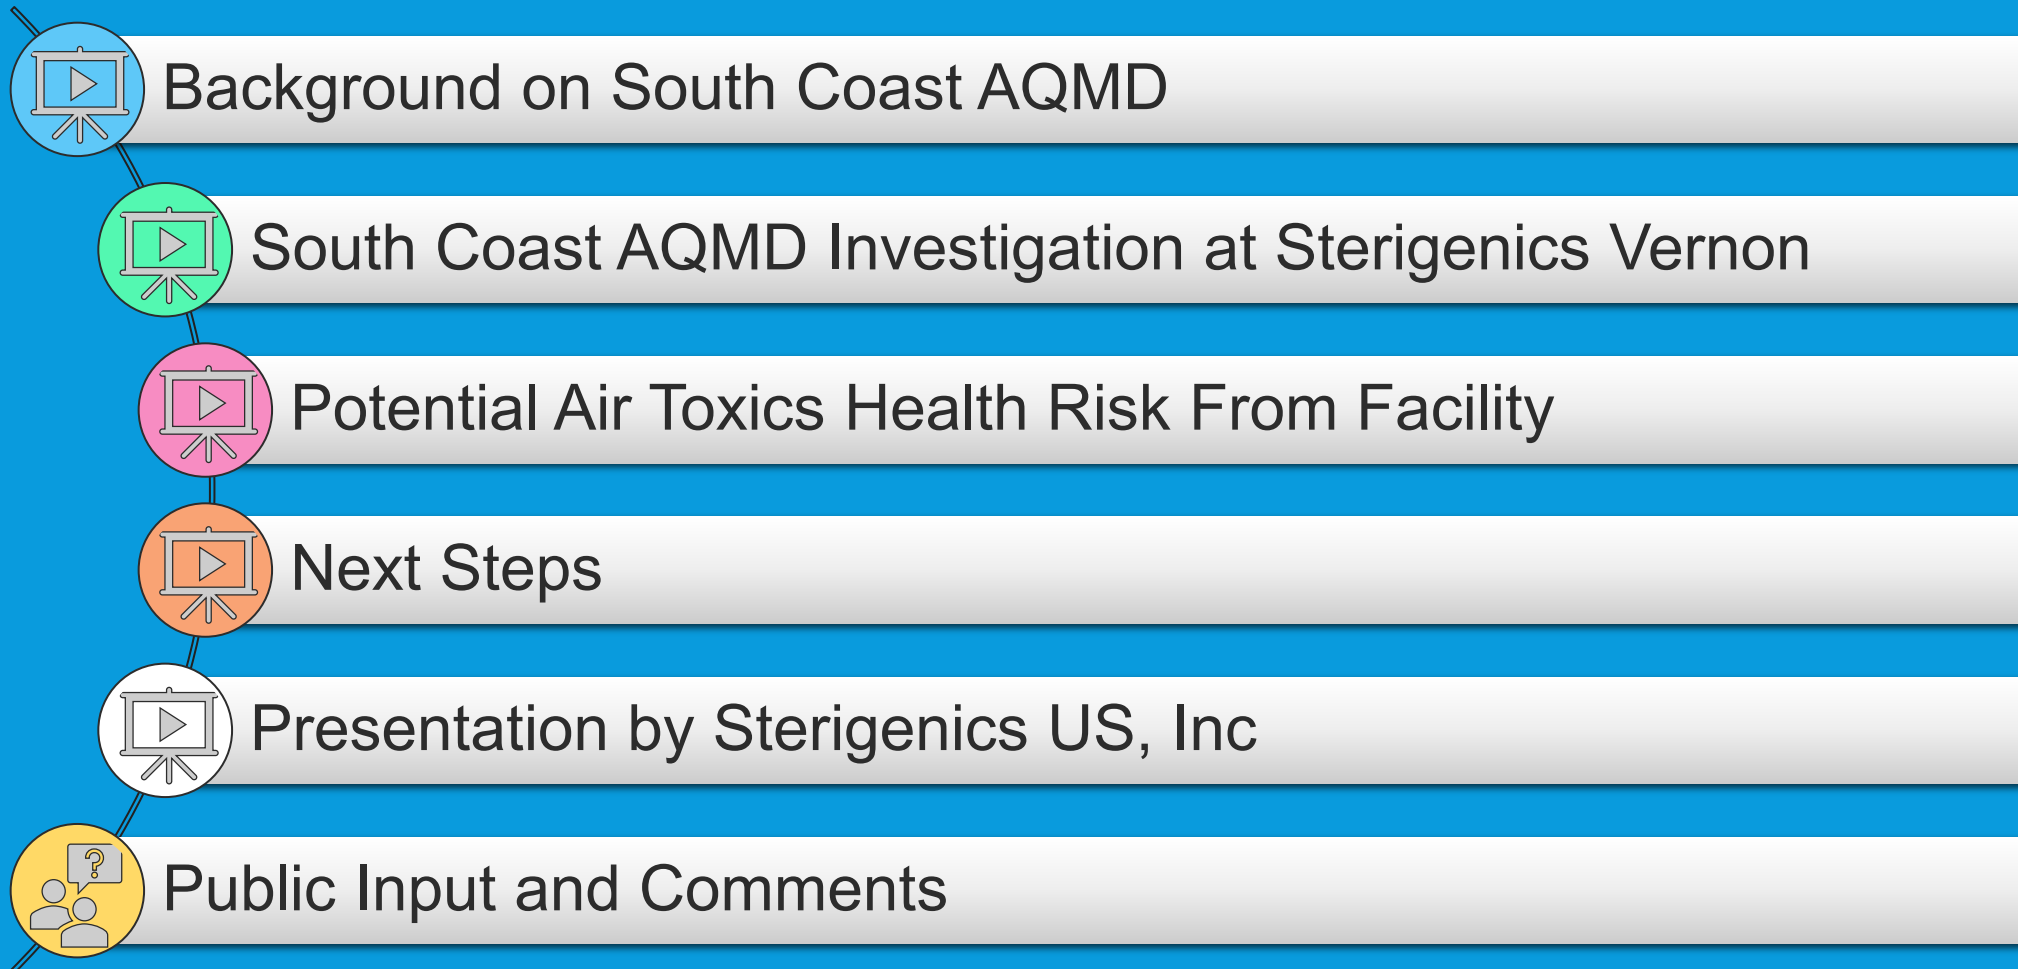 Background on South Coast AQMD
South Coast AQMD Investigation at Sterigenics Vernon
Potential Air Toxics Health Risk From Facility
Next Steps
Presentation by Sterigenics US, Inc
?
Public Input and Comments